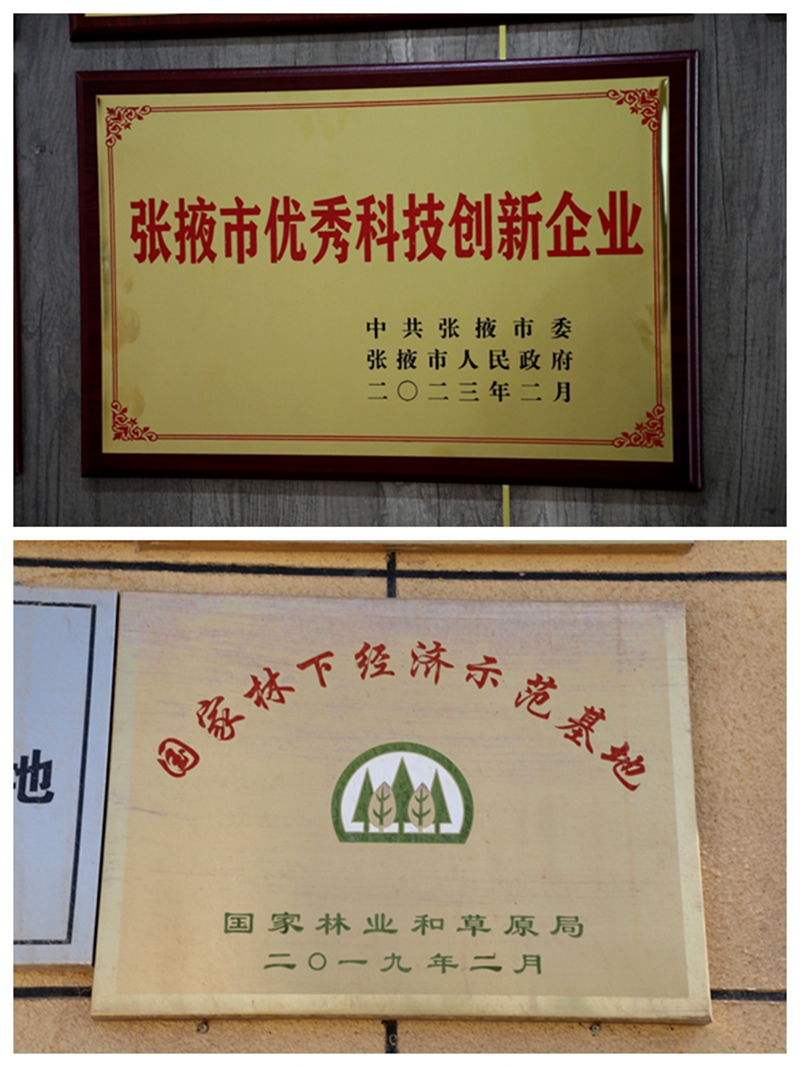 张掖市优秀科技创新企业
中共张掖市委
张掖市人民政府
二〇二三年二月
国家林下经济示范基地
地
国家林业和草原局
二〇一九年二月